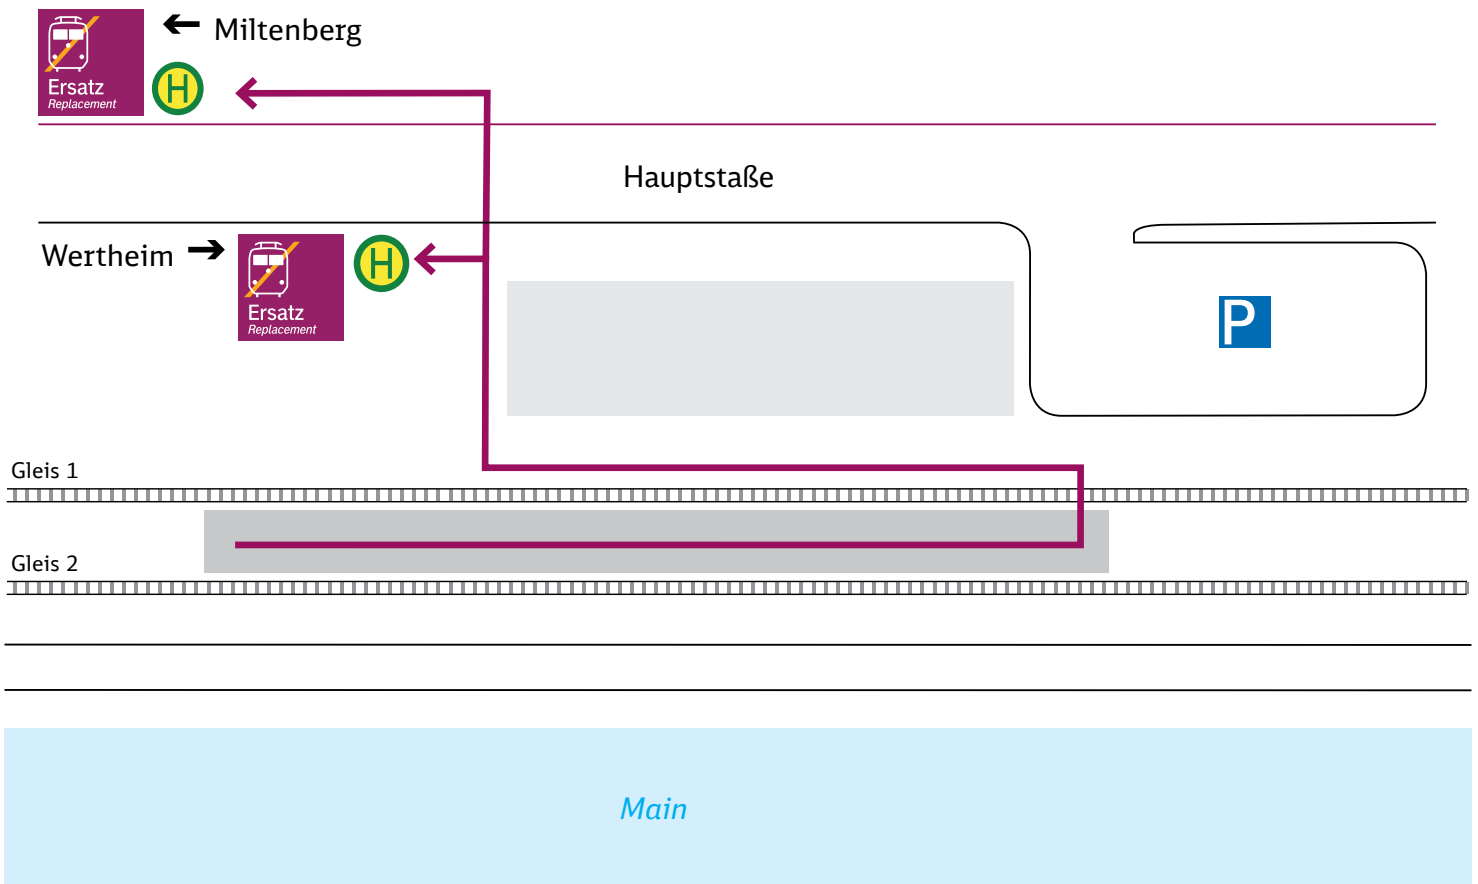 Miltenberg
Ersatz
Replacement
H
Hauptstaße
Wertheim
Ersatz
Replacement
H
P
Gleis 1
Gleis 2
Main